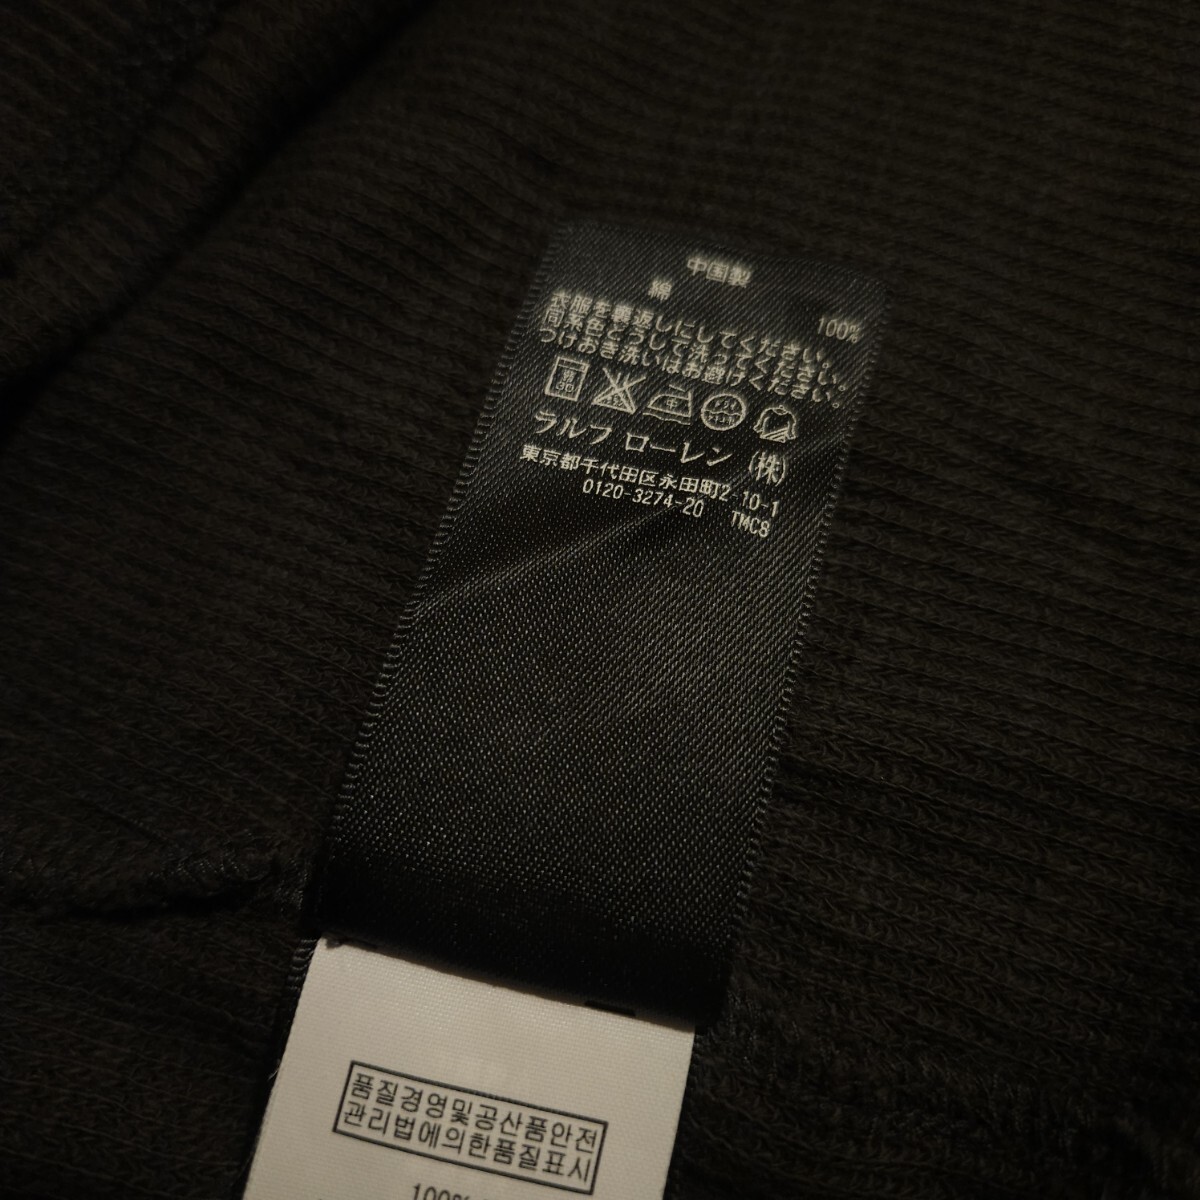 中国製
綿 100%
衣服を裏返しにしてください。
同系色どうしで洗ってください。
つけおき洗いはお避けください。
ラルフ ローレン (株)
東京都千代田区永田町2-10-1
0120-3274-20 TMC8
품질경영및공산품안전
관리법에의한품질표시
100%